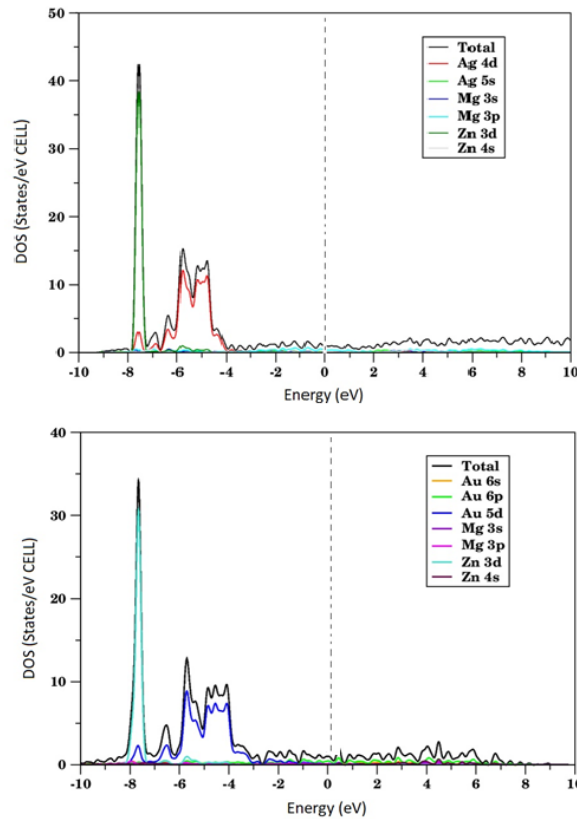 50
40
30
20
10
0
DOS (States/eV CELL)
Total
Ag 4d
Ag 5s
Mg 3s
Mg 3p
Zn 3d
Zn 4s
-10 -8 -6 -4 -2 0 2 4 6 8 10
Energy (eV)
40
30
20
10
0
DOS (States/eV CELL)
Total
Au 6s
Au 6p
Au 5d
Mg 3s
Mg 3p
Zn 3d
Zn 4s
-10 -8 -6 -4 -2 0 2 4 6 8 10
Energy (eV)